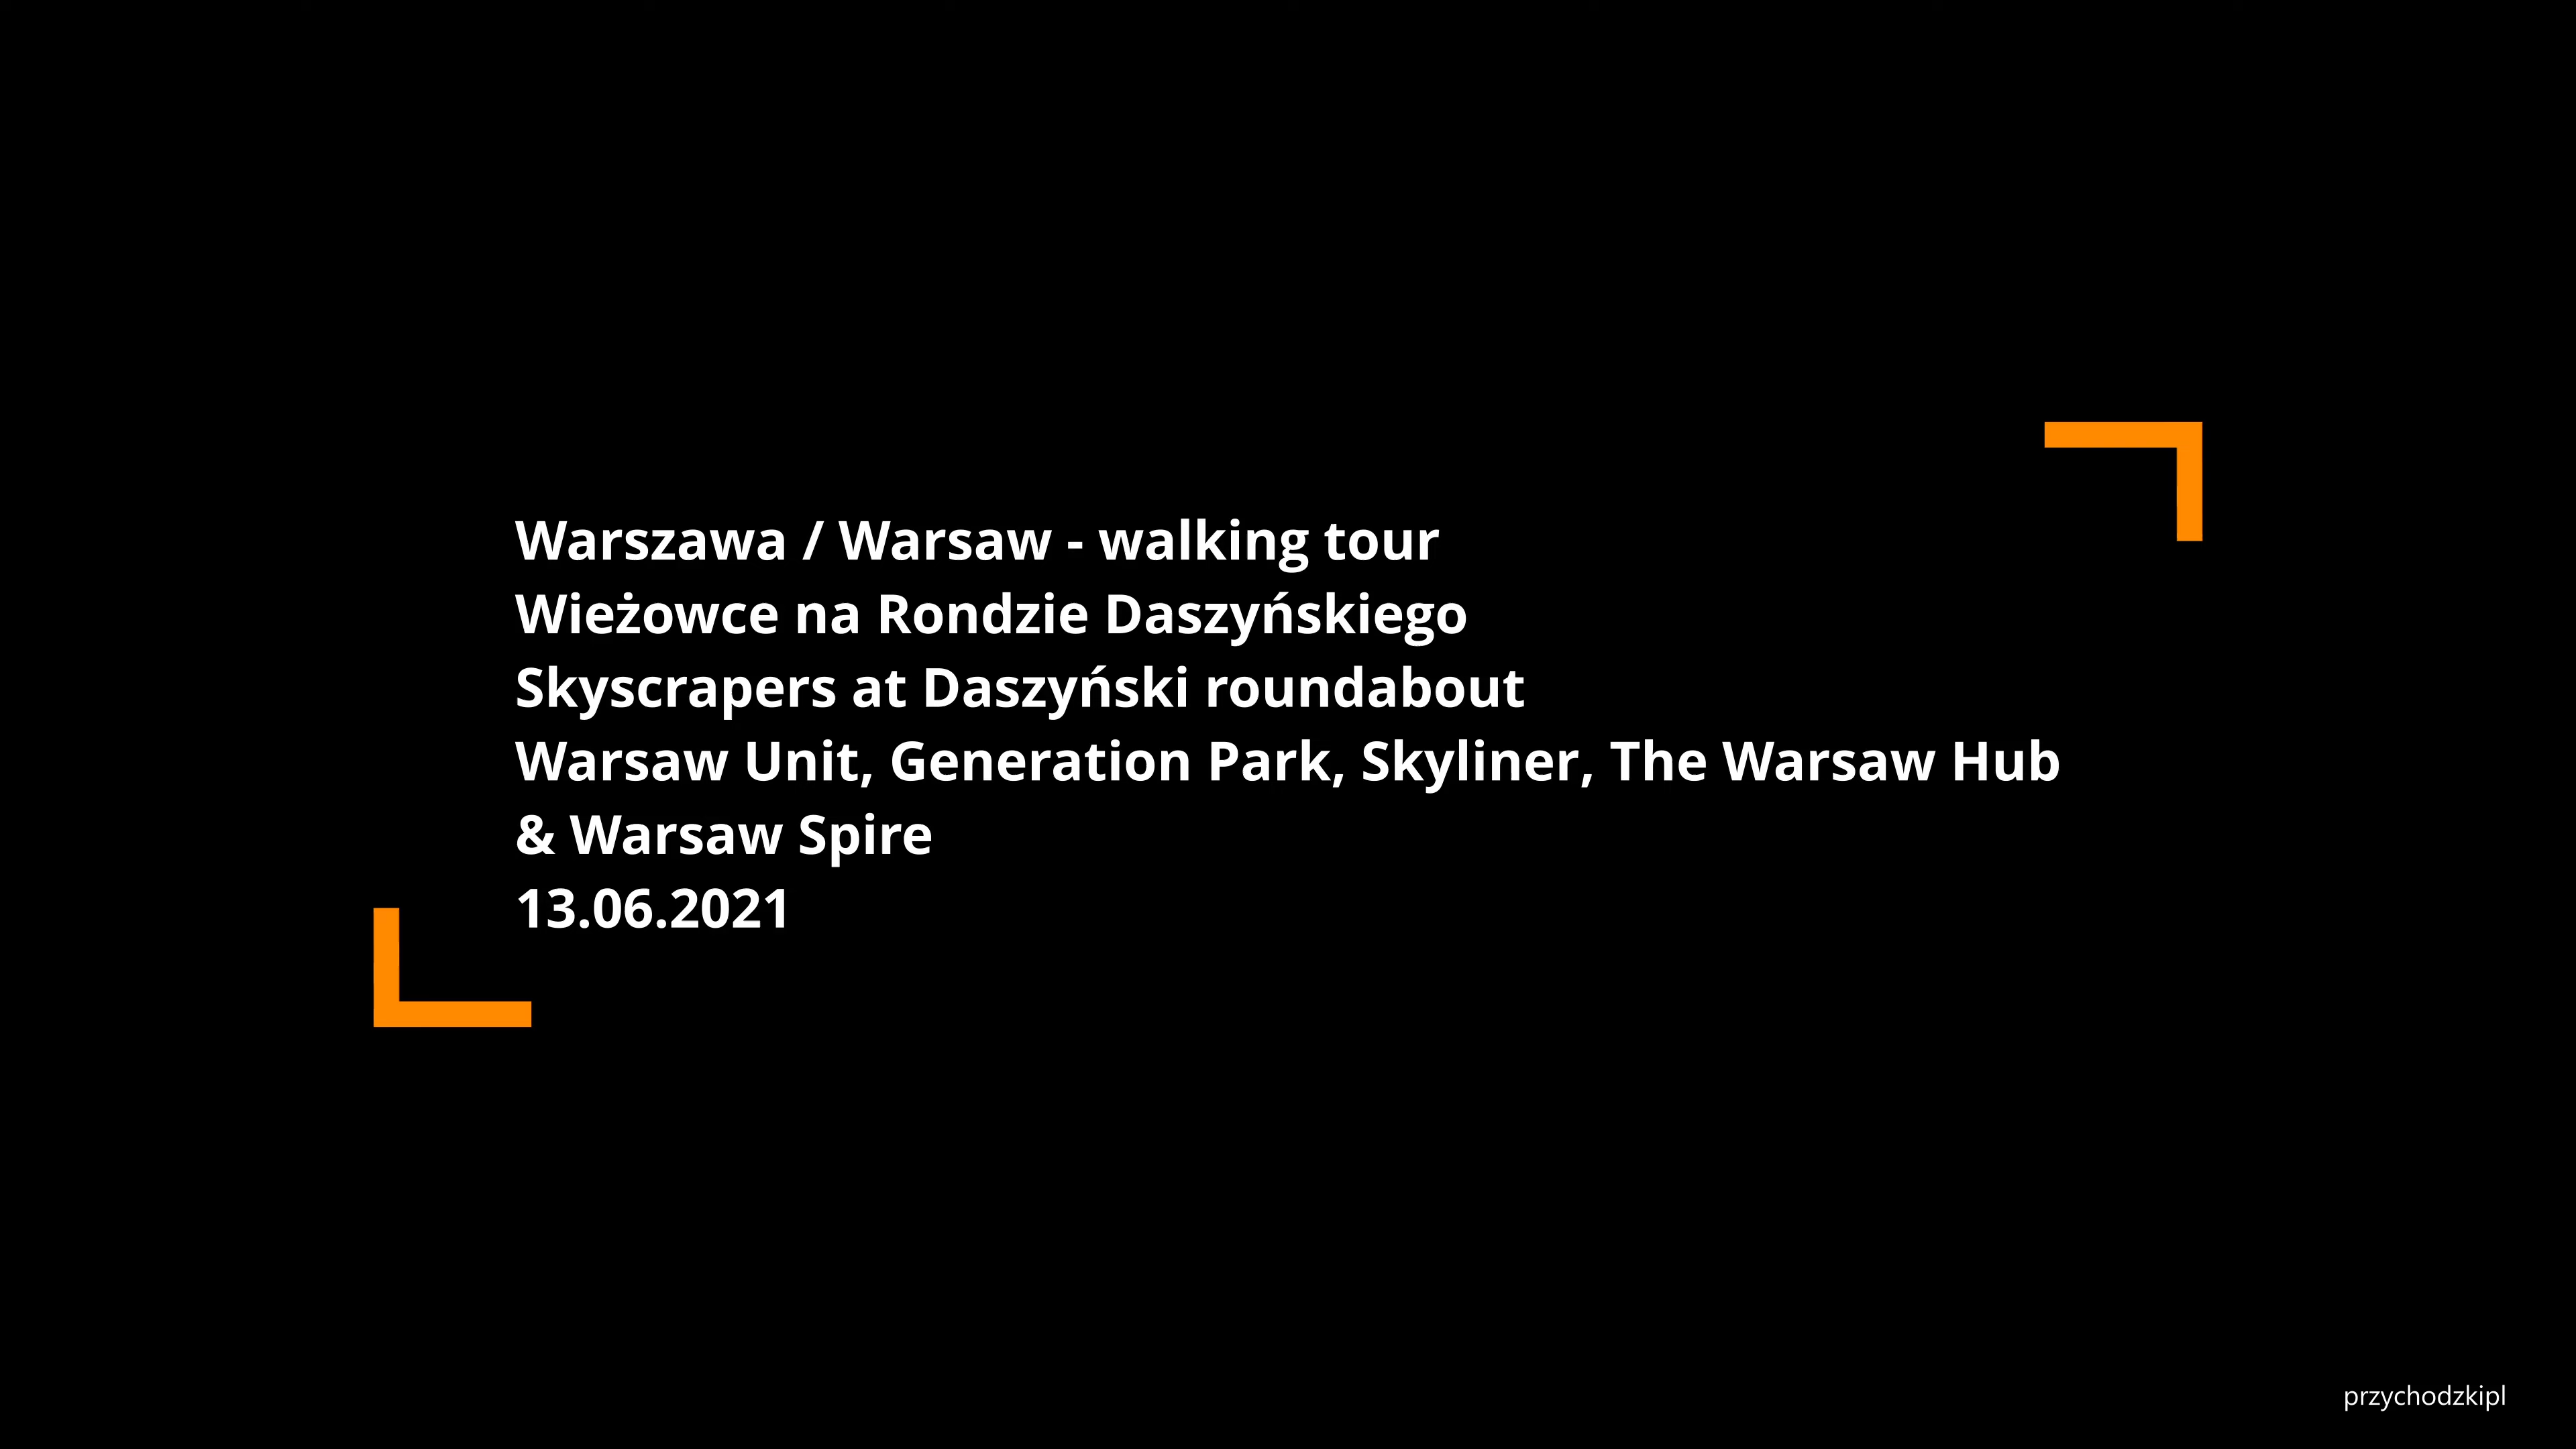 Warszawa / Warsaw - walking tour
Wieżowce na Rondzie Daszyńskiego
Skyscrapers at Daszyński roundabout
Warsaw Unit, Generation Park, Skyliner, The Warsaw Hub
& Warsaw Spire
13.06.2021
przychodzkipl